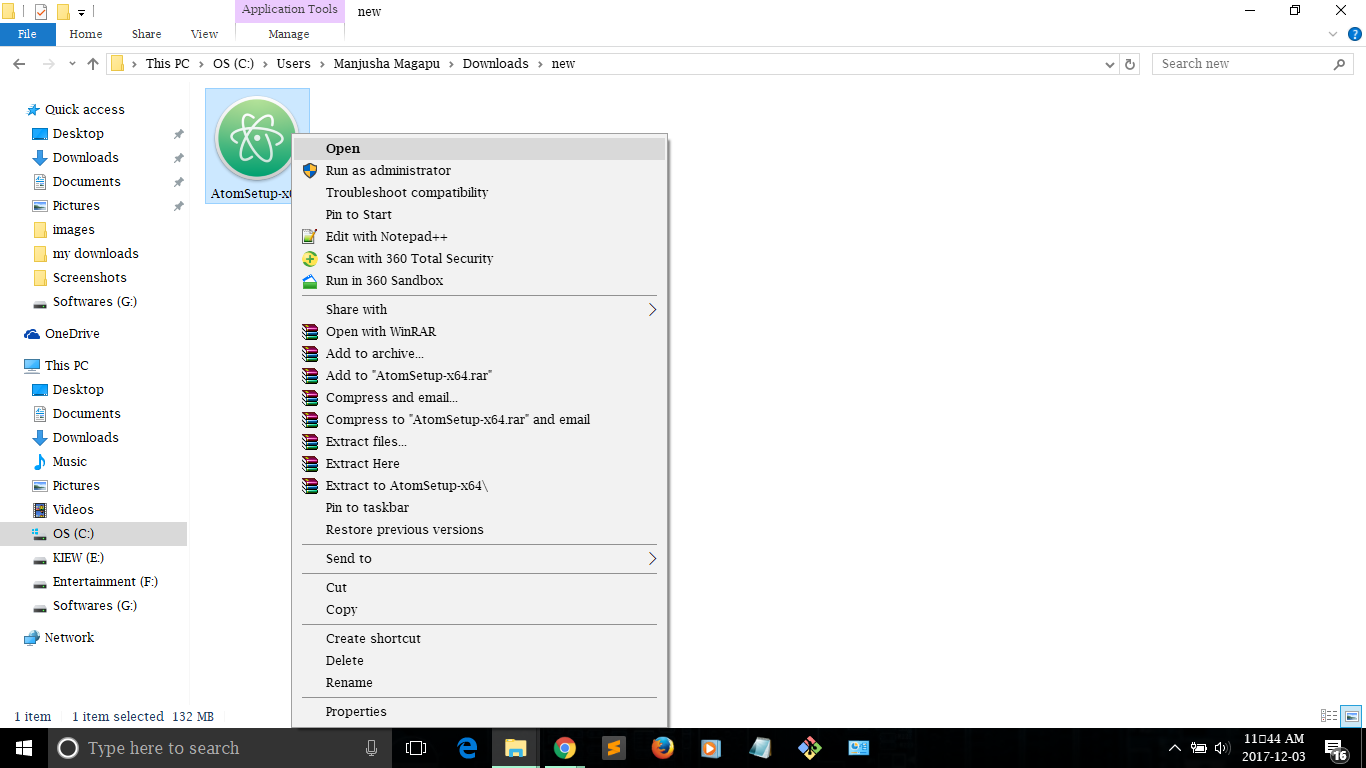 Application Tools
new
File
Home
Share
View
Manage
This PC
OS (C:)
Users
Manjusha Magapu
Downloads
new
Search new
Quick access
Desktop
Downloads
Documents
Pictures
images
my downloads
Screenshots
Softwares (G:)
OneDrive
This PC
Desktop
Documents
Downloads
Music
Pictures
Videos
OS (C:)
KIEW (E:)
Entertainment (F:)
Softwares (G:)
Network
AtomSetup-x
Open
Run as administrator
Troubleshoot compatibility
Pin to Start
Edit with Notepad++
Scan with 360 Total Security
Run in 360 Sandbox
Share with
Open with WinRAR
Add to archive...
Add to "AtomSetup-x64.rar"
Compress and email...
Compress to "AtomSetup-x64.rar" and email
Extract files...
Extract Here
Extract to AtomSetup-x64\
Pin to taskbar
Restore previous versions
Send to
Cut
Copy
Create shortcut
Delete
Rename
Properties
1 item
1 item selected 132 MB
Type here to search
11□44 AM
2017-12-03
16